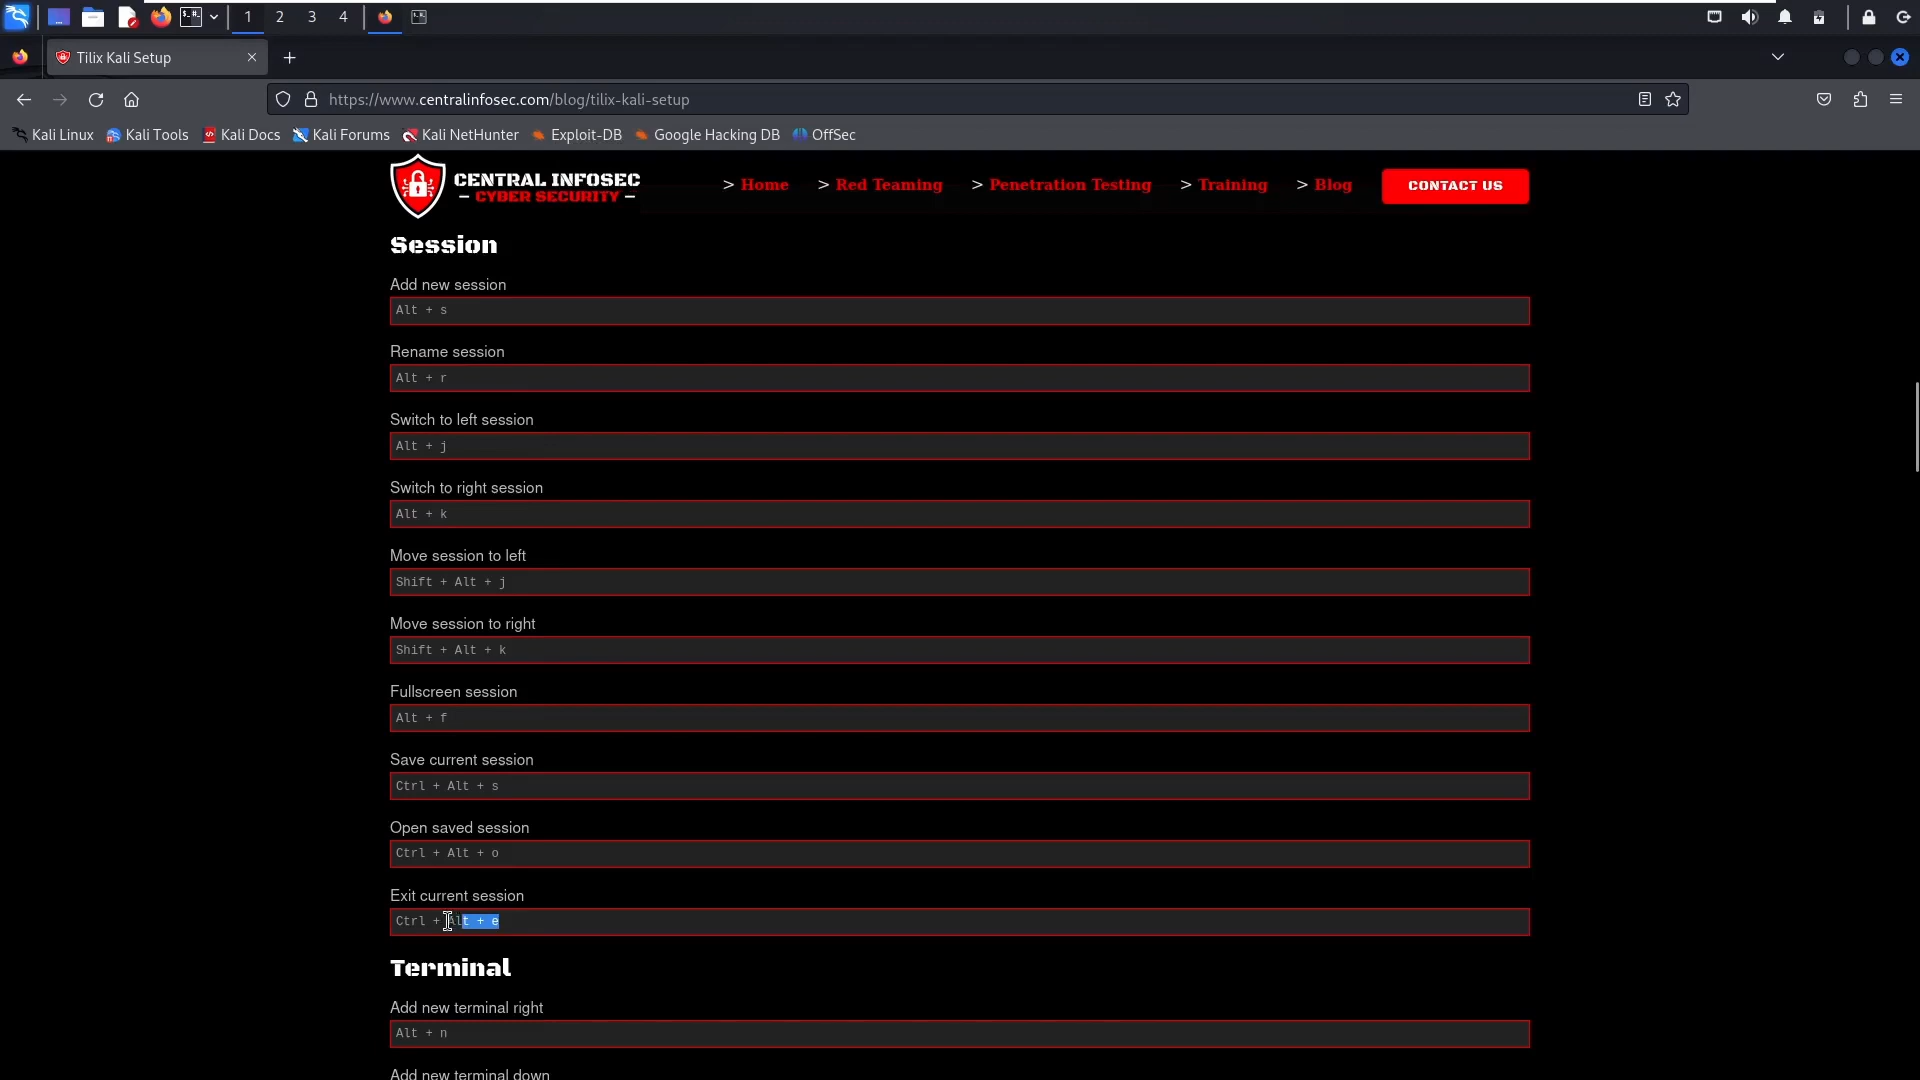 1 2 3 4
Tilix Kali Setup
https://www.centralinfosec.com/blog/tilix-kali-setup
Kali Linux Kali Tools Kali Docs Kali Forums Kali NetHunter Exploit-DB Google Hacking DB OffSec
CENTRAL INFOSEC
– CYBER SECURITY –
> Home > Red Teaming > Penetration Testing > Training > Blog CONTACT US
Session
Add new session
Alt + s
Rename session
Alt + r
Switch to left session
Alt + j
Switch to right session
Alt + k
Move session to left
Shift + Alt + j
Move session to right
Shift + Alt + k
Fullscreen session
Alt + f
Save current session
Ctrl + Alt + s
Open saved session
Ctrl + Alt + o
Exit current session
Ctrl + Alt + e
Terminal
Add new terminal right
Alt + n
Add new terminal down